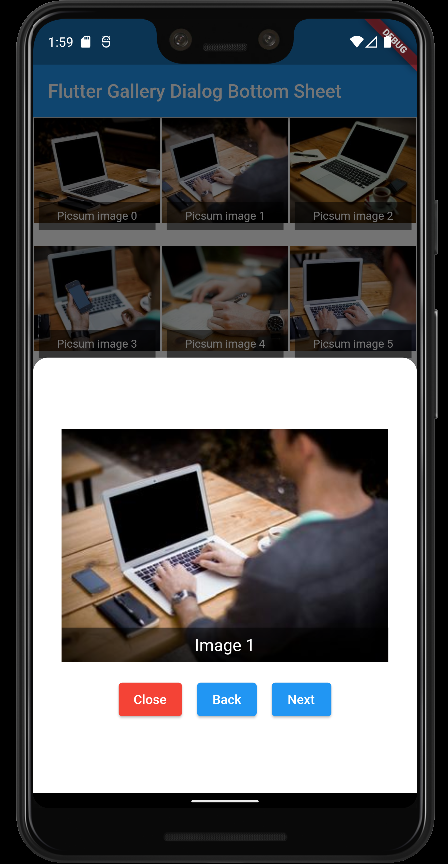 1:59
DEBUG
Flutter Gallery Dialog Bottom Sheet
Picsum image 0
Picsum image 1
Picsum image 2
Picsum image 3
Picsum image 4
Picsum image 5
Image 1
Close
Back
Next